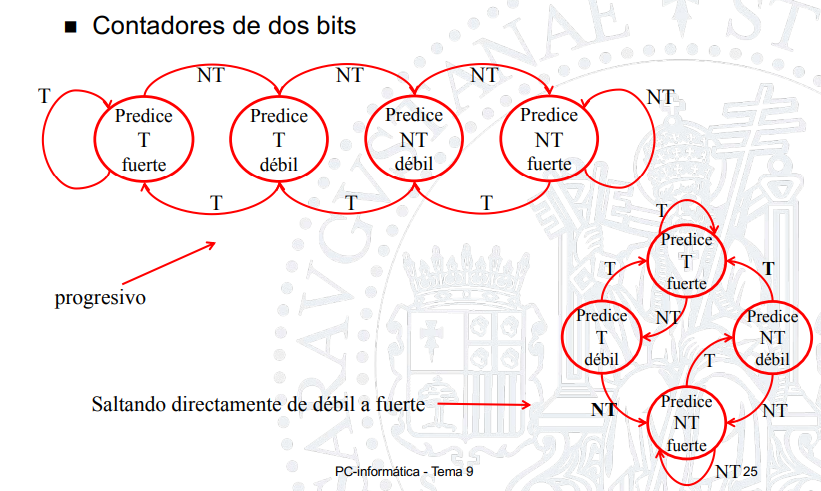 ■ Contadores de dos bits
NT
NT
NT
T
NT
Predice
T
fuerte
Predice
T
débil
Predice
NT
débil
Predice
NT
fuerte
T
T
T
progresivo
T
Predice
T
fuerte
T
T
NT
Predice
T
débil
Predice
NT
débil
T
Saltando directamente de débil a fuerte
NT
NT
Predice
NT
fuerte
NT
PC-informática - Tema 9
25